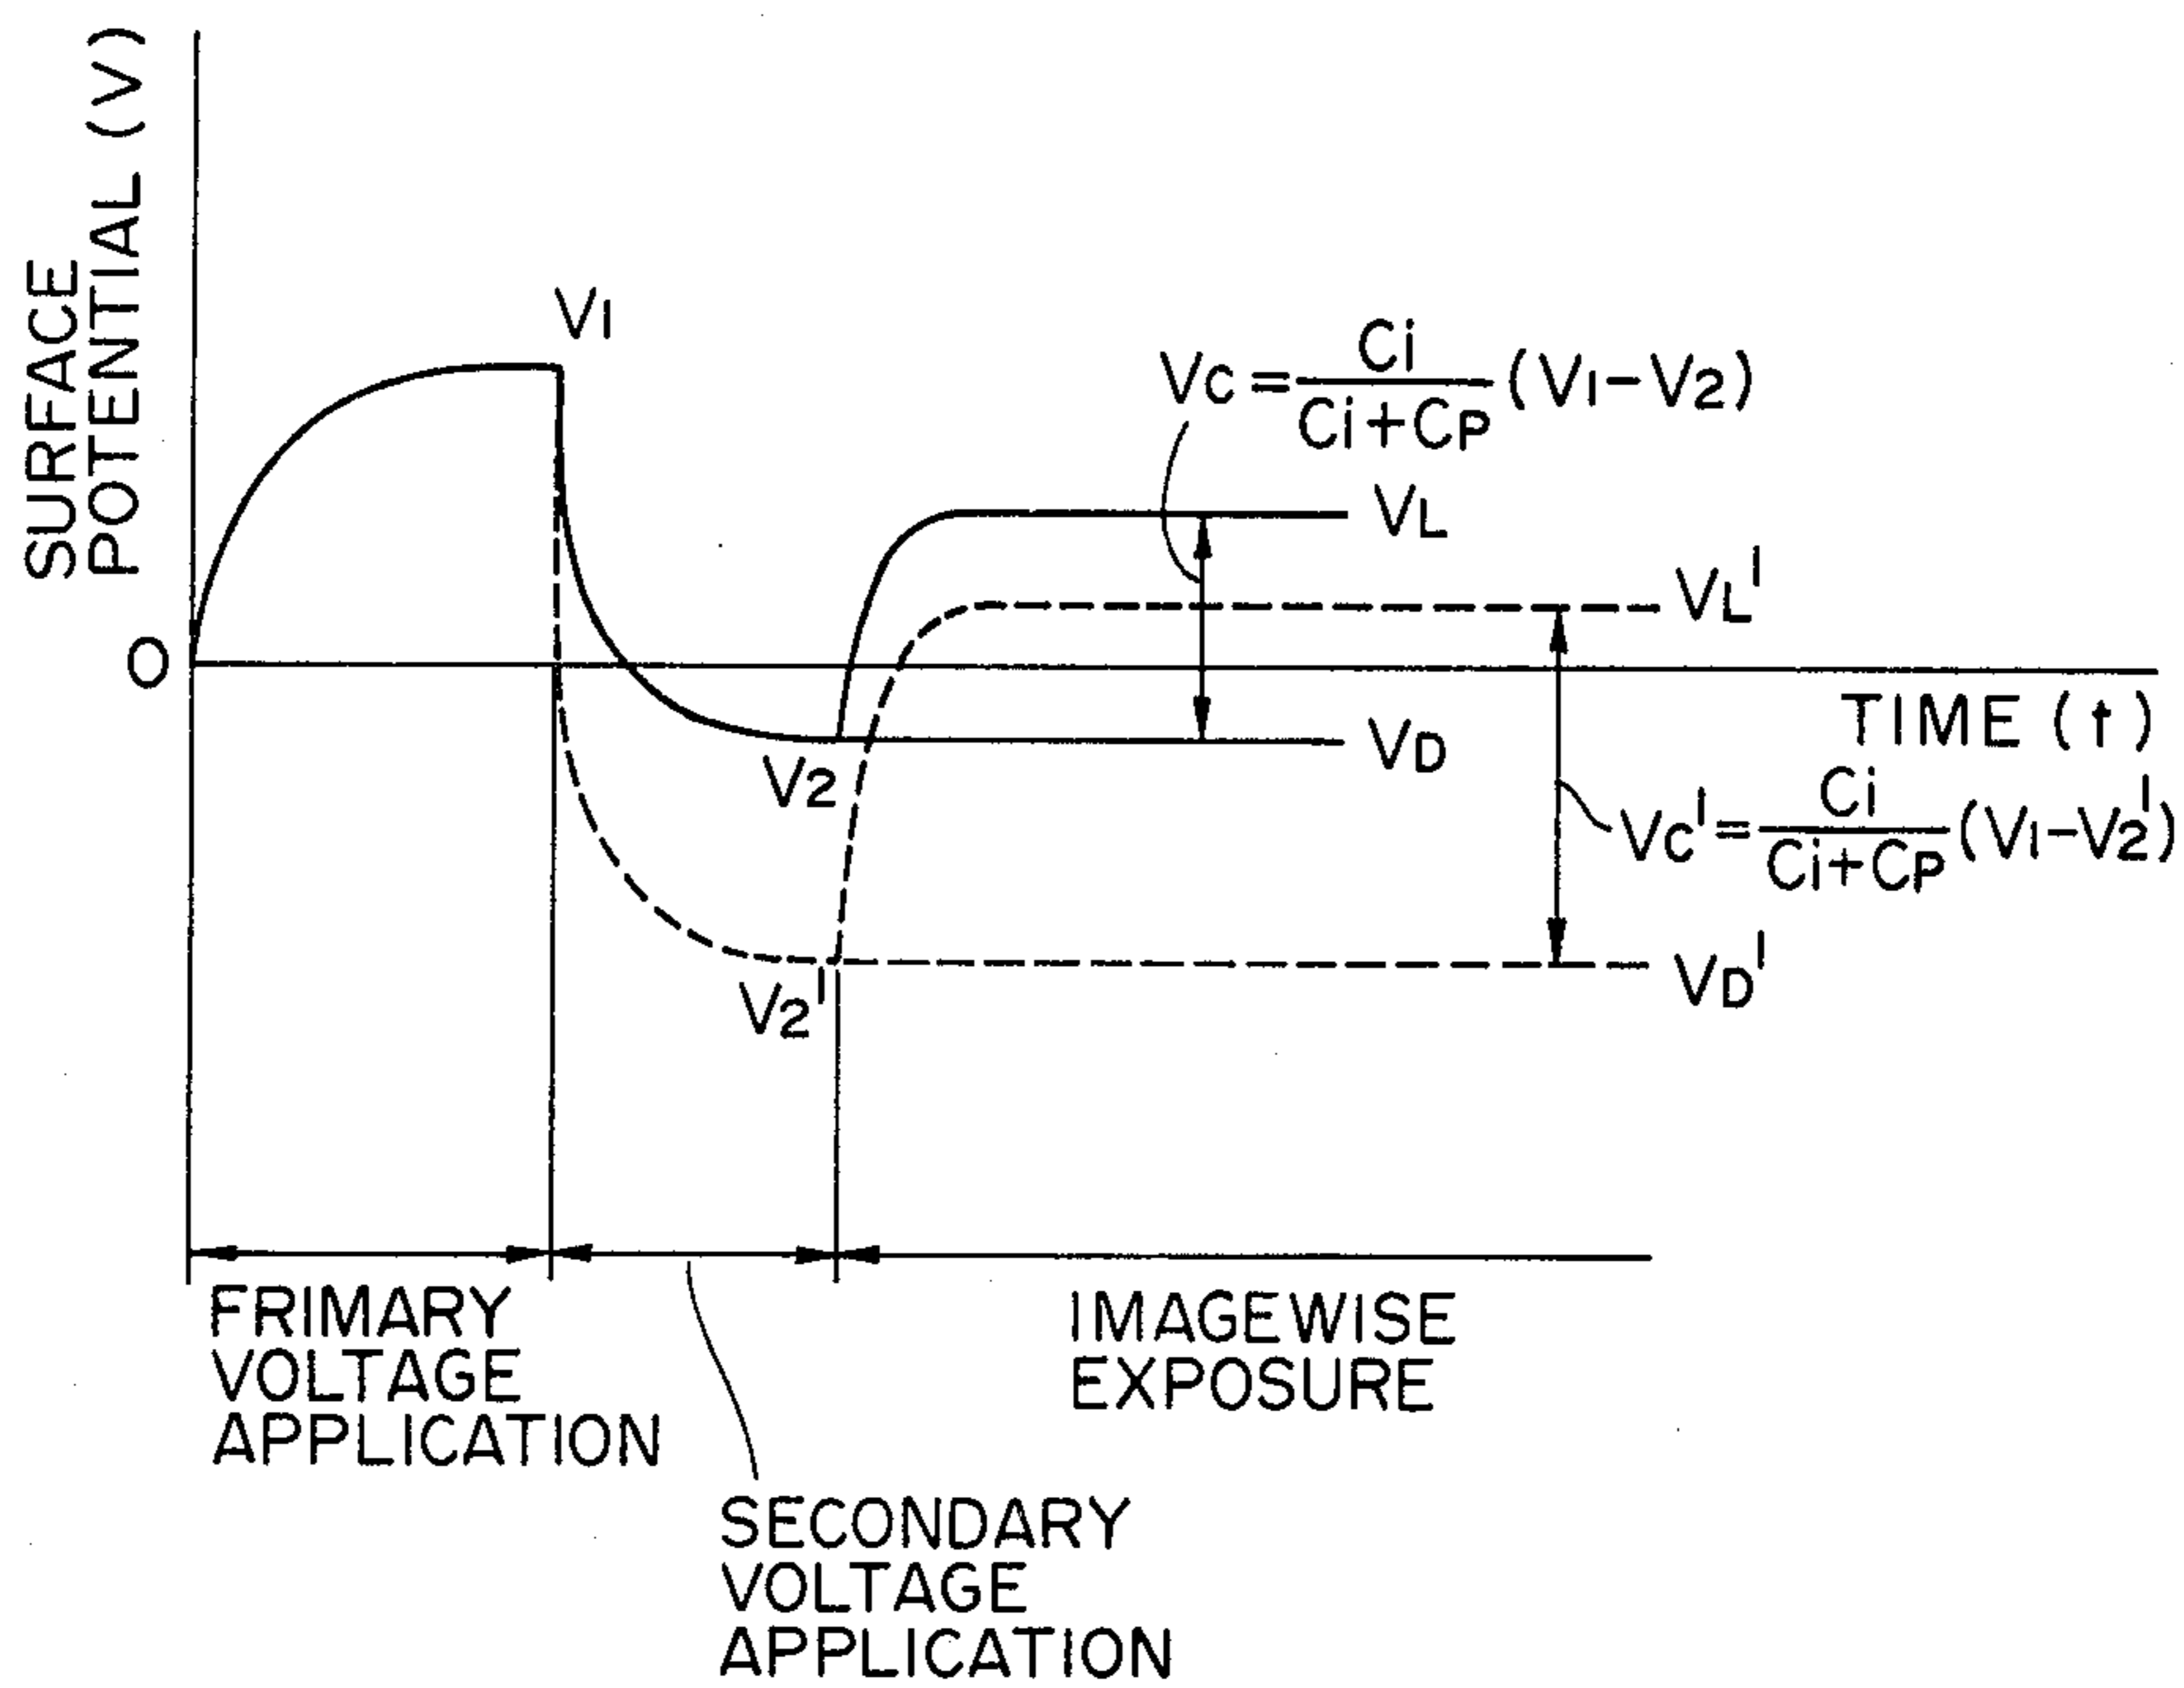 SURFACE
POTENTIAL (V)
V1
Vc = Ci / Ci+Cp (V1-V2)
VL
VL'
O
TIME (t)
VD
V2
Vc' = Ci / Ci+Cp (V1-V2')
VD'
V2'
FRIMARY
VOLTAGE
APPLICATION
IMAGEWISE
EXPOSURE
SECONDARY
VOLTAGE
APPLICATION